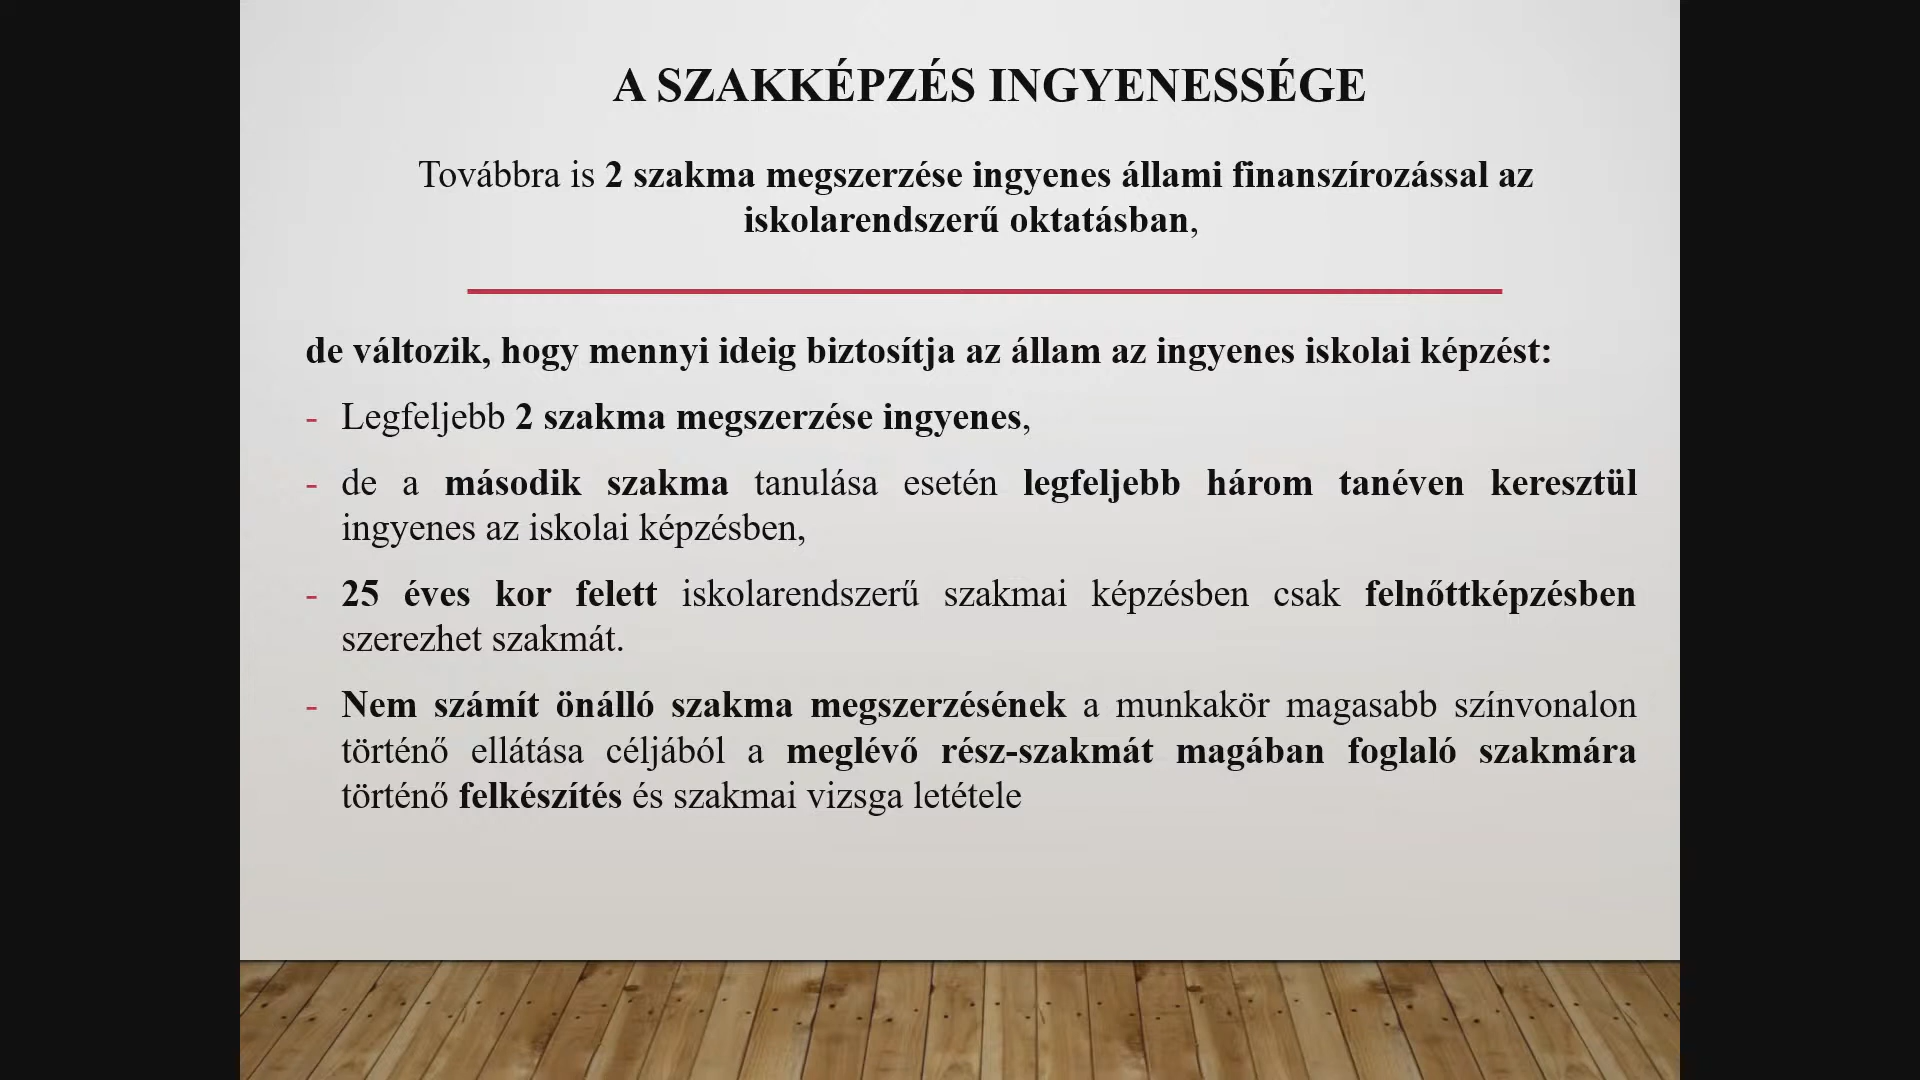 A SZAKKÉPZÉS INGYENESSÉGE
Továbbra is 2 szakma megszerzése ingyenes állami finanszírozással az
iskolarendszerű oktatásban,
de változik, hogy mennyi ideig biztosítja az állam az ingyenes iskolai képzést:
- Legfeljebb 2 szakma megszerzése ingyenes,
- de a második szakma tanulása esetén legfeljebb három tanéven keresztül
ingyenes az iskolai képzésben,
- 25 éves kor felett iskolarendszerű szakmai képzésben csak felnőttképzésben
szerezhet szakmát.
- Nem számít önálló szakma megszerzésének a munkakör magasabb színvonalon
történő ellátása céljából a meglévő rész-szakmát magában foglaló szakmára
történő felkészítés és szakmai vizsga letétele